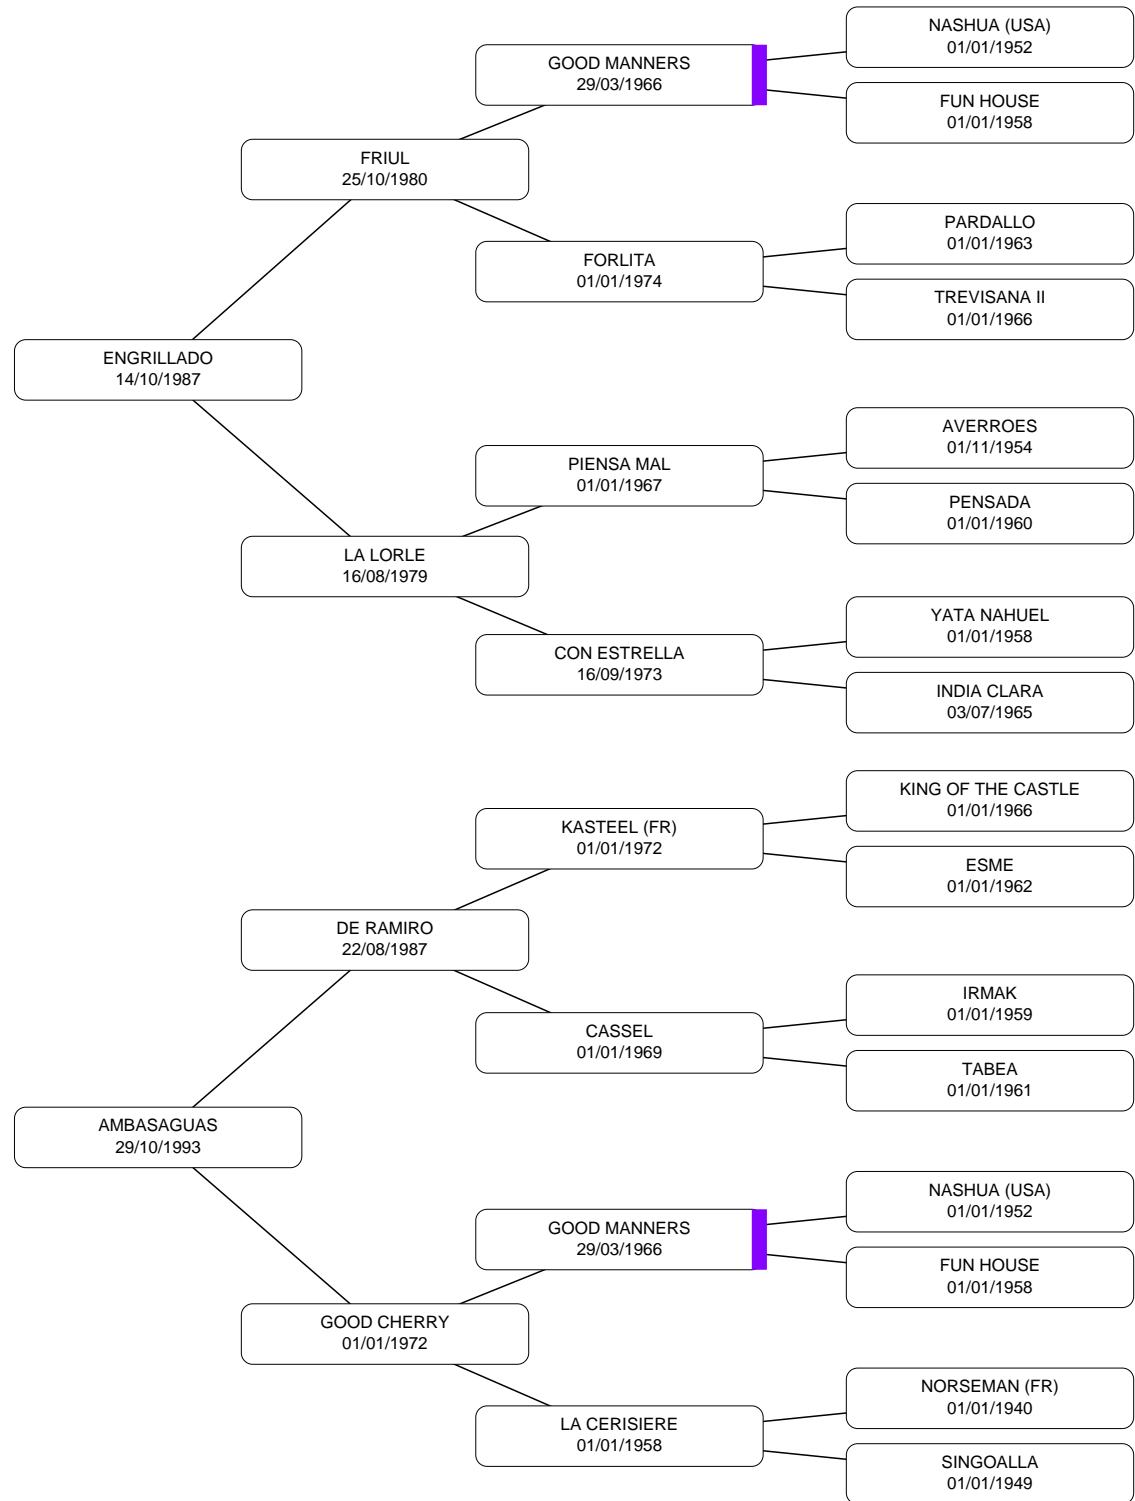 NASHUA (USA)
01/01/1952
GOOD MANNERS
29/03/1966
FUN HOUSE
01/01/1958
FRIUL
25/10/1980
PARDALLO
01/01/1963
FORLITA
01/01/1974
TREVISANA II
01/01/1966
ENGRILLADO
14/10/1987
AVERROES
01/11/1954
PIENSA MAL
01/01/1967
PENSADA
01/01/1960
LA LORLE
16/08/1979
YATA NAHUEL
01/01/1958
CON ESTRELLA
16/09/1973
INDIA CLARA
03/07/1965
KING OF THE CASTLE
01/01/1966
KASTEEL (FR)
01/01/1972
ESME
01/01/1962
DE RAMIRO
22/08/1987
IRMAK
01/01/1959
CASSEL
01/01/1969
TABEA
01/01/1961
AMBASAGUAS
29/10/1993
NASHUA (USA)
01/01/1952
GOOD MANNERS
29/03/1966
FUN HOUSE
01/01/1958
GOOD CHERRY
01/01/1972
NORSEMAN (FR)
01/01/1940
LA CERISIERE
01/01/1958
SINGOALLA
01/01/1949